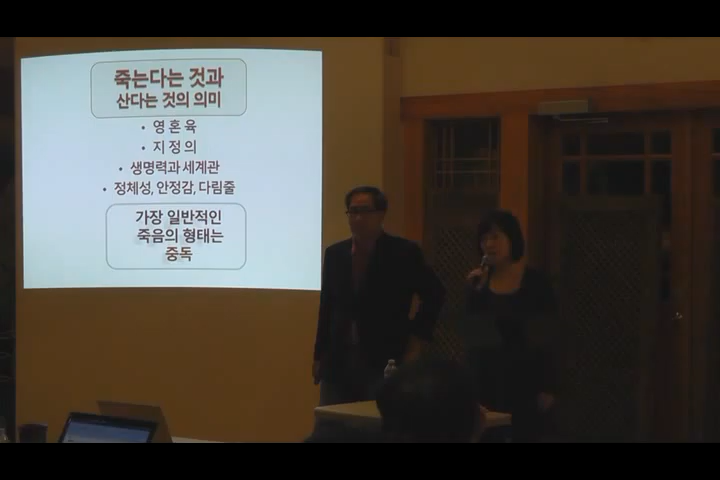 죽는다는 것과
산다는 것의 의미
• 영 혼 육
• 지 정 의
• 생명력과 세계관
• 정체성, 안정감, 다림줄
가장 일반적인
죽음의 형태는
중독